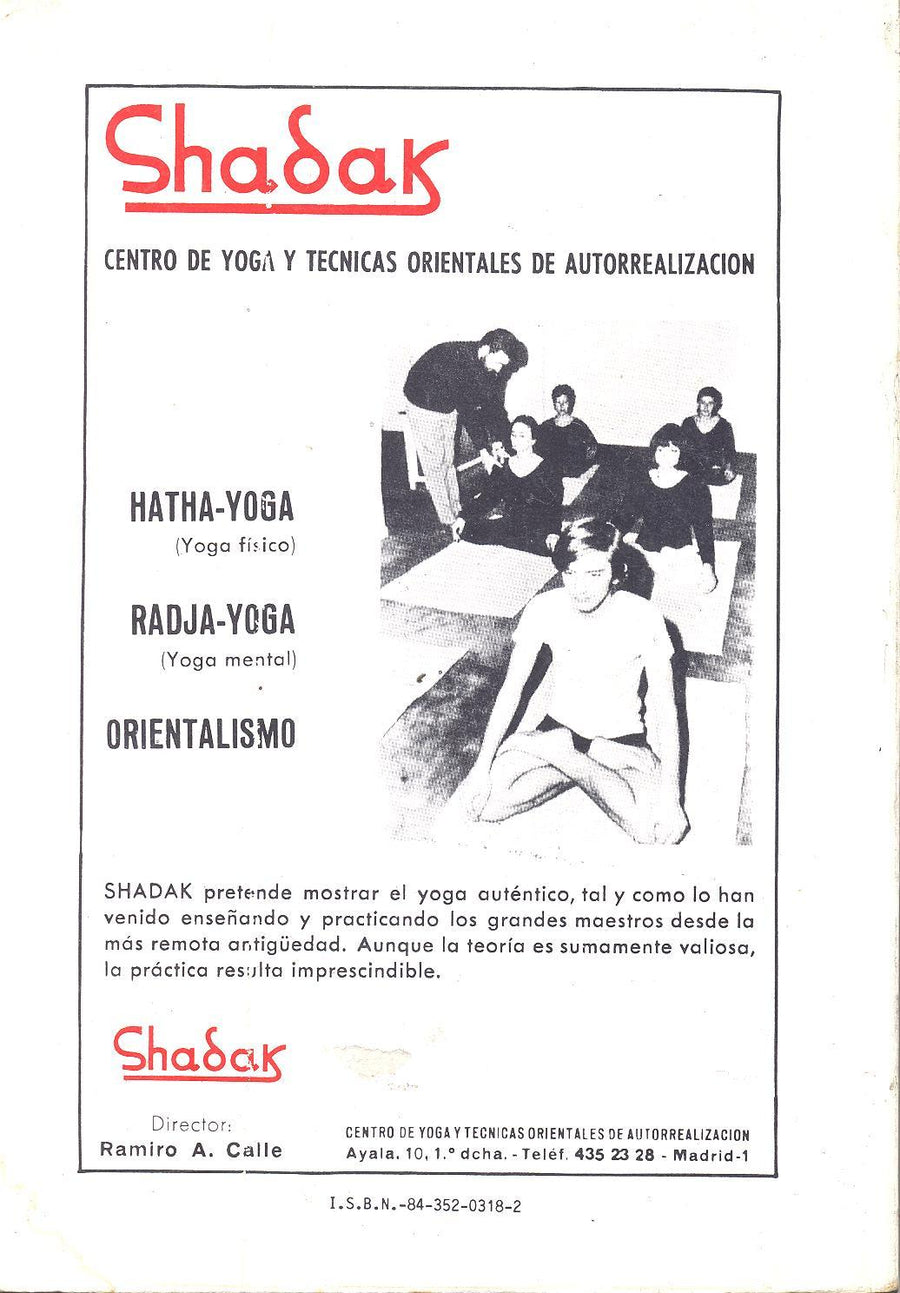 Shadak
CENTRO DE YOGA Y TECNICAS ORIENTALES DE AUTORREALIZACION
HATHA-YOGA
(Yoga físico)
RADJA-YOGA
(Yoga mental)
ORIENTALISMO
SHADAK pretende mostrar el yoga auténtico, tal y como lo han
venido enseñando y practicando los grandes maestros desde la
más remota antigüedad. Aunque la teoría es sumamente valiosa,
la práctica resulta imprescindible.
Shadak
Director:
Ramiro A. Calle
CENTRO DE YOGA Y TECNICAS ORIENTALES DE AUTORREALIZACION
Ayala. 10, 1.º dcha. - Teléf. 435 23 28 - Madrid-1
I.S.B.N.-84-352-0318-2